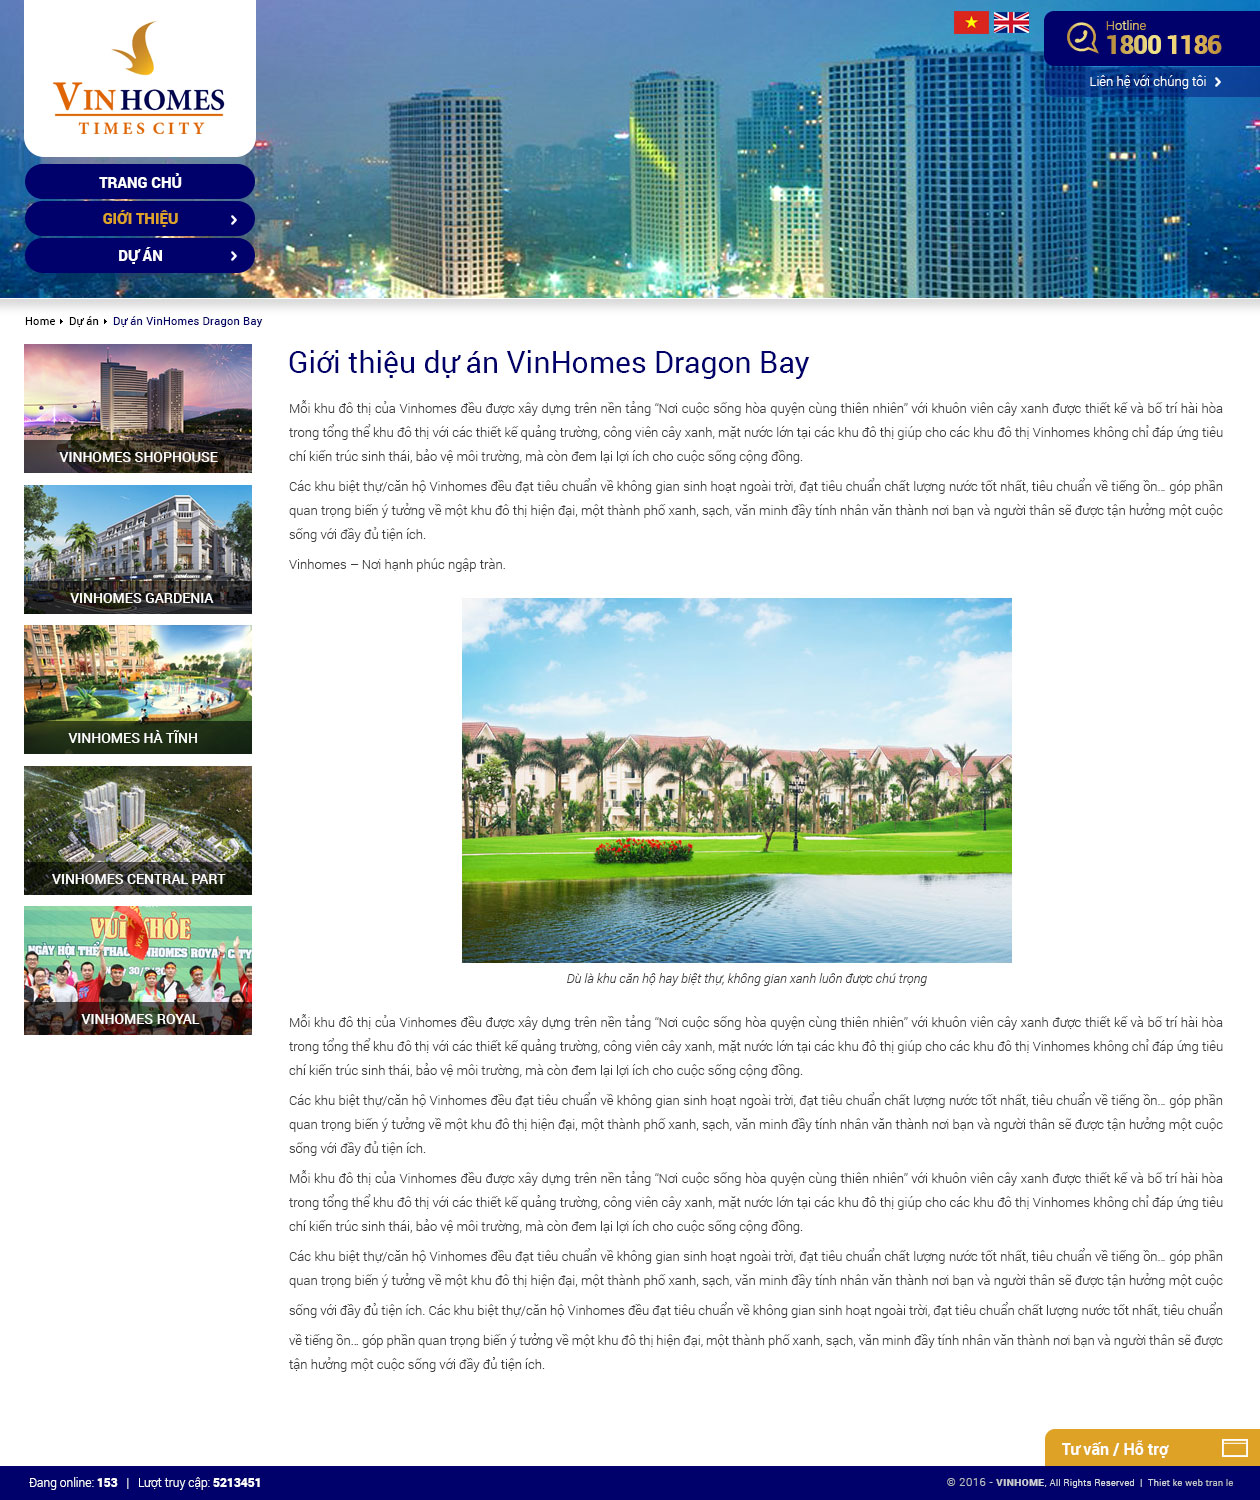 VINHOMES
TIMES CITY
Hotline
1800 1186
Liên hệ với chúng tôi
TRANG CHỦ
GIỚI THIỆU
DỰ ÁN
Home Dự án Dự án VinHomes Dragon Bay
VINHOMES SHOPHOUSE
VINHOMES GARDENIA
VINHOMES HÀ TĨNH
VINHOMES CENTRAL PART
NGÀY HỘI THỂ THAO
VINHOMES ROYAL
Giới thiệu dự án VinHomes Dragon Bay
Mỗi khu đô thị của Vinhomes đều được xây dựng trên nền tảng “Nơi cuộc sống hòa quyện cùng thiên nhiên” với khuôn viên cây xanh được thiết kế và bố trí hài hòa
trong tổng thể khu đô thị với các thiết kế quảng trường, công viên cây xanh, mặt nước lớn tại các khu đô thị giúp cho các khu đô thị Vinhomes không chỉ đáp ứng tiêu
chí kiến trúc sinh thái, bảo vệ môi trường, mà còn đem lại lợi ích cho cuộc sống cộng đồng.
Các khu biệt thự/căn hộ Vinhomes đều đạt tiêu chuẩn về không gian sinh hoạt ngoài trời, đạt tiêu chuẩn chất lượng nước tốt nhất, tiêu chuẩn về tiếng ồn... góp phần
quan trọng biến ý tưởng về một khu đô thị hiện đại, một thành phố xanh, sạch, văn minh đầy tính nhân văn thành nơi bạn và người thân sẽ được tận hưởng một cuộc
sống với đầy đủ tiện ích.
Vinhomes – Nơi hạnh phúc ngập tràn.
Dù là khu căn hộ hay biệt thự, không gian xanh luôn được chú trọng
Mỗi khu đô thị của Vinhomes đều được xây dựng trên nền tảng “Nơi cuộc sống hòa quyện cùng thiên nhiên” với khuôn viên cây xanh được thiết kế và bố trí hài hòa
trong tổng thể khu đô thị với các thiết kế quảng trường, công viên cây xanh, mặt nước lớn tại các khu đô thị giúp cho các khu đô thị Vinhomes không chỉ đáp ứng tiêu
chí kiến trúc sinh thái, bảo vệ môi trường, mà còn đem lại lợi ích cho cuộc sống cộng đồng.
Các khu biệt thự/căn hộ Vinhomes đều đạt tiêu chuẩn về không gian sinh hoạt ngoài trời, đạt tiêu chuẩn chất lượng nước tốt nhất, tiêu chuẩn về tiếng ồn... góp phần
quan trọng biến ý tưởng về một khu đô thị hiện đại, một thành phố xanh, sạch, văn minh đầy tính nhân văn thành nơi bạn và người thân sẽ được tận hưởng một cuộc
sống với đầy đủ tiện ích.
Mỗi khu đô thị của Vinhomes đều được xây dựng trên nền tảng “Nơi cuộc sống hòa quyện cùng thiên nhiên” với khuôn viên cây xanh được thiết kế và bố trí hài hòa
trong tổng thể khu đô thị với các thiết kế quảng trường, công viên cây xanh, mặt nước lớn tại các khu đô thị giúp cho các khu đô thị Vinhomes không chỉ đáp ứng tiêu
chí kiến trúc sinh thái, bảo vệ môi trường, mà còn đem lại lợi ích cho cuộc sống cộng đồng.
Các khu biệt thự/căn hộ Vinhomes đều đạt tiêu chuẩn về không gian sinh hoạt ngoài trời, đạt tiêu chuẩn chất lượng nước tốt nhất, tiêu chuẩn về tiếng ồn... góp phần
quan trọng biến ý tưởng về một khu đô thị hiện đại, một thành phố xanh, sạch, văn minh đầy tính nhân văn thành nơi bạn và người thân sẽ được tận hưởng một cuộc
sống với đầy đủ tiện ích. Các khu biệt thự/căn hộ Vinhomes đều đạt tiêu chuẩn về không gian sinh hoạt ngoài trời, đạt tiêu chuẩn chất lượng nước tốt nhất, tiêu chuẩn
về tiếng ồn... góp phần quan trọng biến ý tưởng về một khu đô thị hiện đại, một thành phố xanh, sạch, văn minh đầy tính nhân văn thành nơi bạn và người thân sẽ được
tận hưởng một cuộc sống với đầy đủ tiện ích.
Tư vấn / Hỗ trợ
Đang online: 153 | Lượt truy cập: 5213451
© 2016 - VINHOME, All Rights Reserved | Thiet ke web tran le